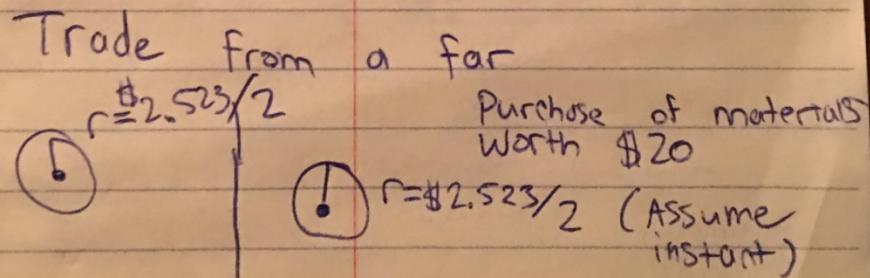 Trade from a far
r=$2.523/2
Purchase of materials
worth $20
r=$2.523/2 (Assume
instant)